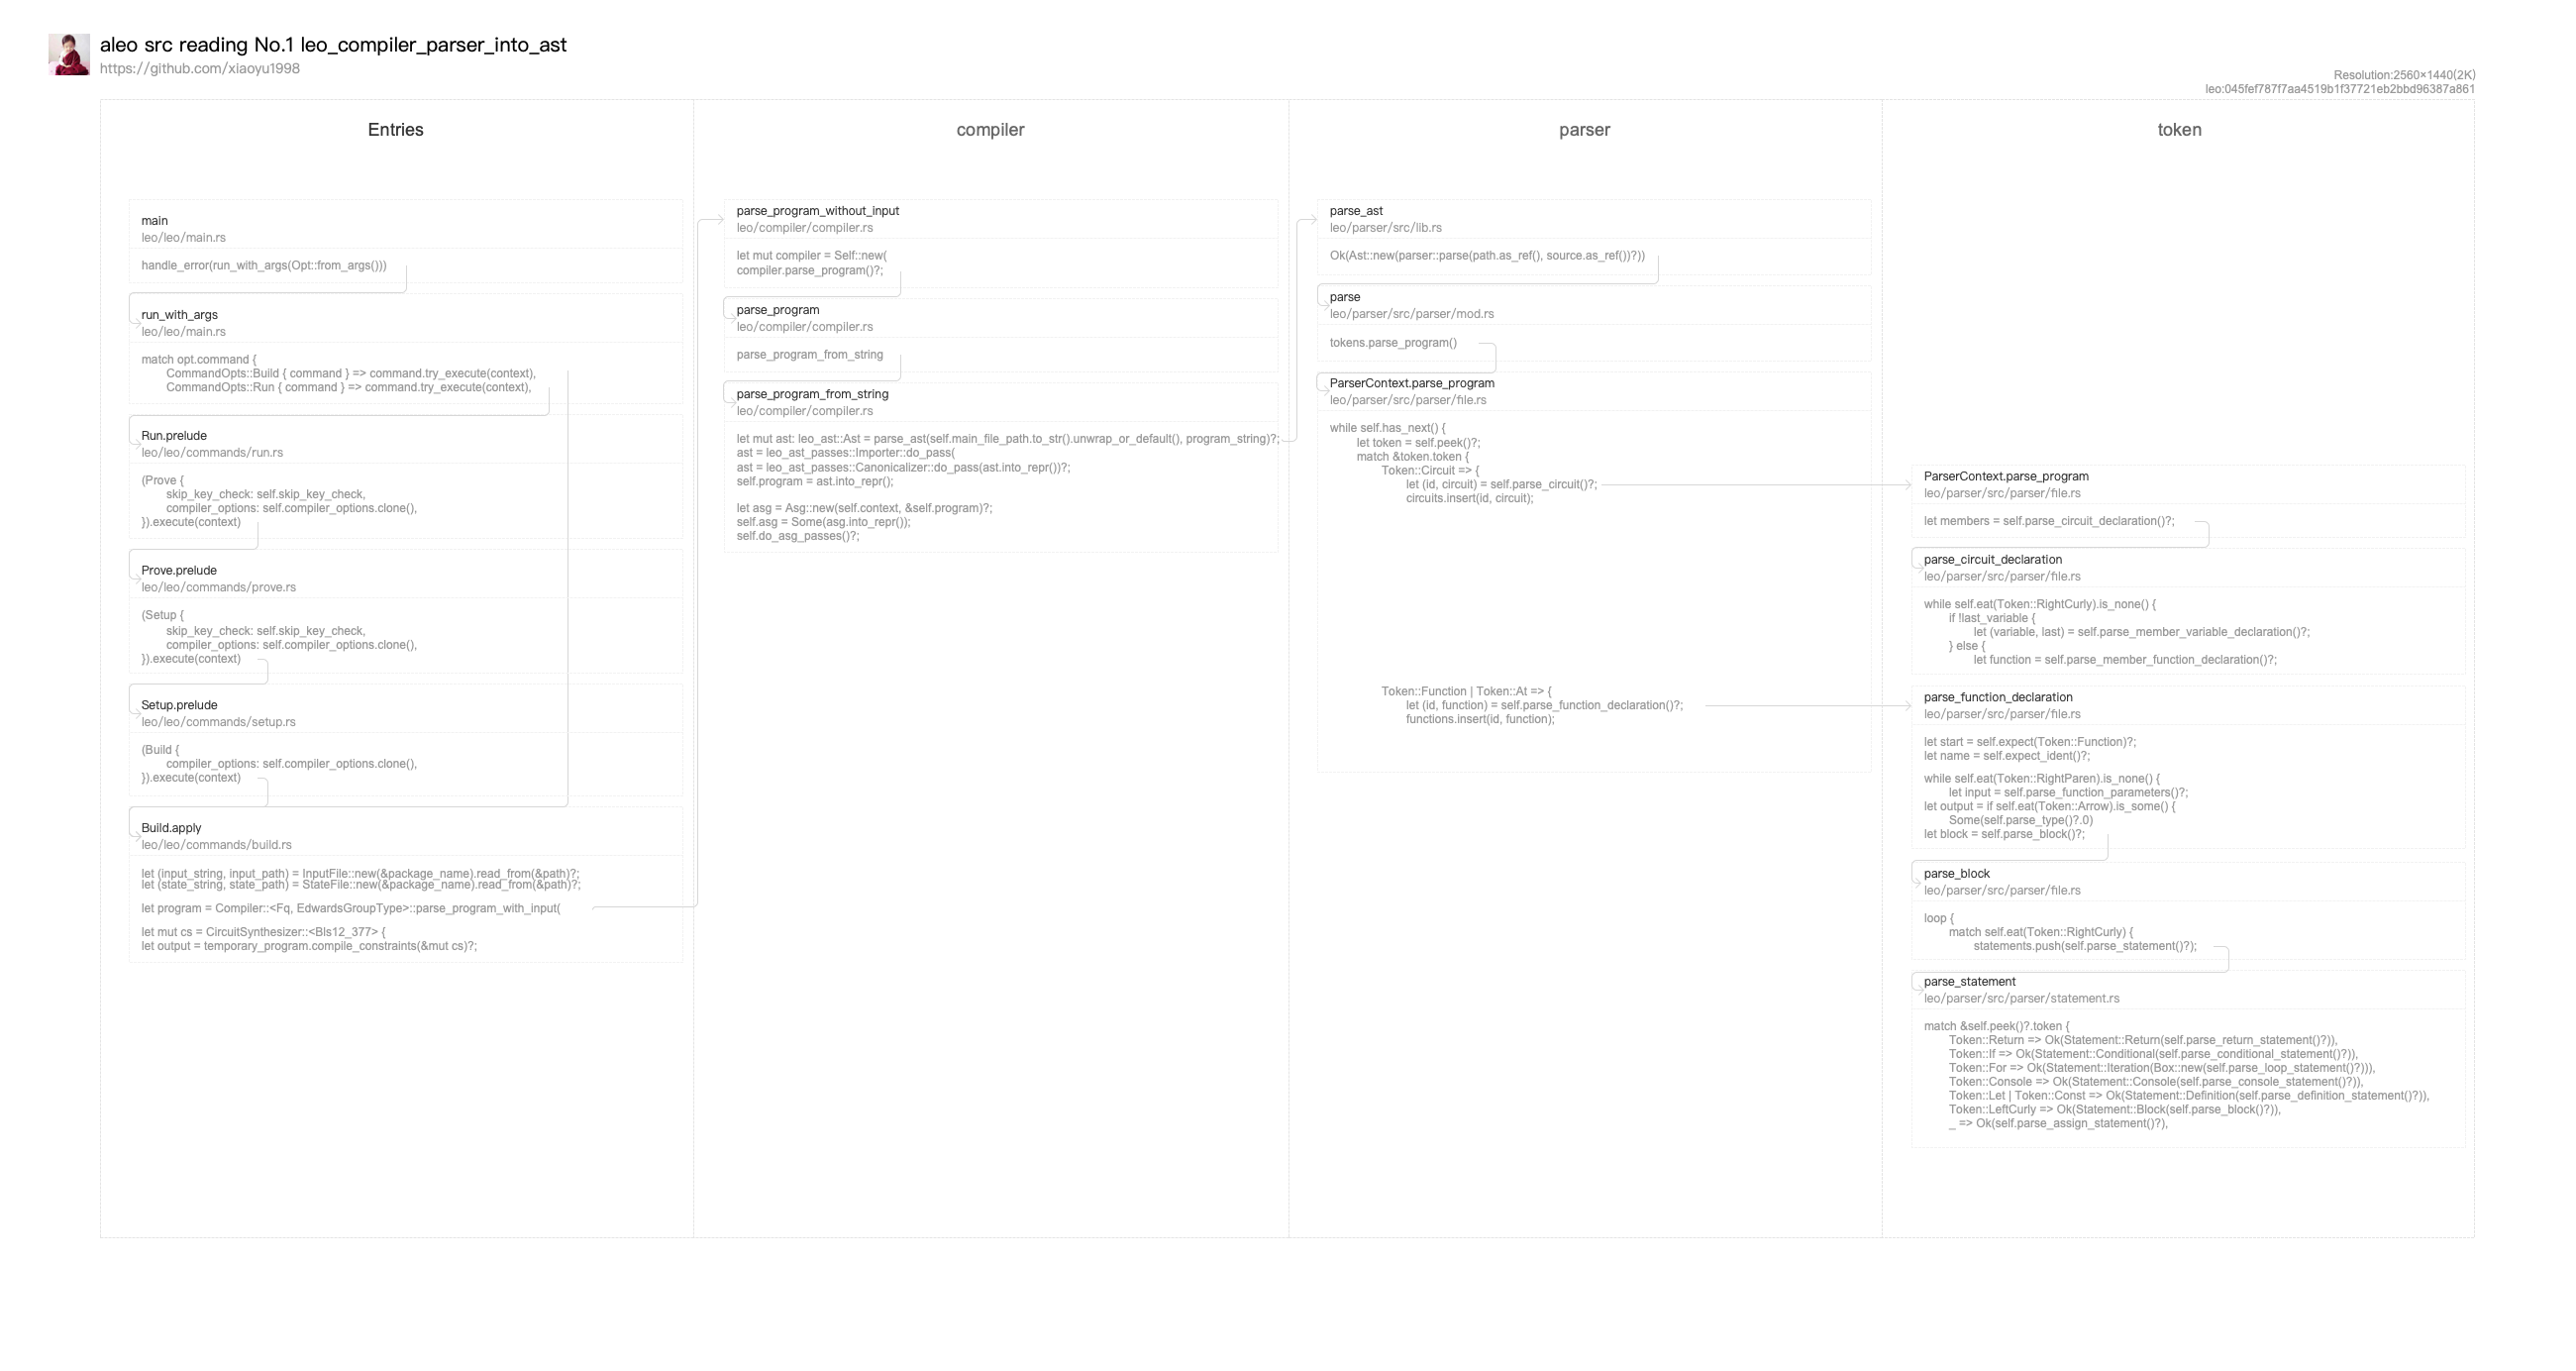 aleo src reading No.1 leo_compiler_parser_into_ast
https://github.com/xiaoyu1998
Resolution:2560×1440(2K)
leo:045fef787f7aa4519b1f37721eb2bbd96387a861
Entries
main
leo/leo/main.rs
handle_error(run_with_args(Opt::from_args()))
run_with_args
leo/leo/main.rs
match opt.command {
CommandOpts::Build { command } => command.try_execute(context),
CommandOpts::Run { command } => command.try_execute(context),
Run.prelude
leo/leo/commands/run.rs
(Prove {
skip_key_check: self.skip_key_check,
compiler_options: self.compiler_options.clone(),
}).execute(context)
Prove.prelude
leo/leo/commands/prove.rs
(Setup {
skip_key_check: self.skip_key_check,
compiler_options: self.compiler_options.clone(),
}).execute(context)
Setup.prelude
leo/leo/commands/setup.rs
(Build {
compiler_options: self.compiler_options.clone(),
}).execute(context)
Build.apply
leo/leo/commands/build.rs
let (input_string, input_path) = InputFile::new(&package_name).read_from(&path)?;
let (state_string, state_path) = StateFile::new(&package_name).read_from(&path)?;
let program = Compiler::<Fq, EdwardsGroupType>::parse_program_with_input(
let mut cs = CircuitSynthesizer::<Bls12_377> {
let output = temporary_program.compile_constraints(&mut cs)?;
compiler
parse_program_without_input
leo/compiler/compiler.rs
let mut compiler = Self::new(
compiler.parse_program()?;
parse_program
leo/compiler/compiler.rs
parse_program_from_string
parse_program_from_string
leo/compiler/compiler.rs
let mut ast: leo_ast::Ast = parse_ast(self.main_file_path.to_str().unwrap_or_default(), program_string)?;
ast = leo_ast_passes::Importer::do_pass(
ast = leo_ast_passes::Canonicalizer::do_pass(ast.into_repr())?;
self.program = ast.into_repr();
let asg = Asg::new(self.context, &self.program)?;
self.asg = Some(asg.into_repr());
self.do_asg_passes()?;
parser
parse_ast
leo/parser/src/lib.rs
Ok(Ast::new(parser::parse(path.as_ref(), source.as_ref())?))
parse
leo/parser/src/parser/mod.rs
tokens.parse_program()
ParserContext.parse_program
leo/parser/src/parser/file.rs
while self.has_next() {
let token = self.peek()?;
match &token.token {
Token::Circuit => {
let (id, circuit) = self.parse_circuit()?;
circuits.insert(id, circuit);
Token::Function | Token::At => {
let (id, function) = self.parse_function_declaration()?;
functions.insert(id, function);
token
ParserContext.parse_program
leo/parser/src/parser/file.rs
let members = self.parse_circuit_declaration()?;
parse_circuit_declaration
leo/parser/src/parser/file.rs
while self.eat(Token::RightCurly).is_none() {
if !last_variable {
let (variable, last) = self.parse_member_variable_declaration()?;
} else {
let function = self.parse_member_function_declaration()?;
parse_function_declaration
leo/parser/src/parser/file.rs
let start = self.expect(Token::Function)?;
let name = self.expect_ident()?;
while self.eat(Token::RightParen).is_none() {
let input = self.parse_function_parameters()?;
let output = if self.eat(Token::Arrow).is_some() {
Some(self.parse_type()?.0)
let block = self.parse_block()?;
parse_block
leo/parser/src/parser/file.rs
loop {
match self.eat(Token::RightCurly) {
statements.push(self.parse_statement()?);
parse_statement
leo/parser/src/parser/statement.rs
match &self.peek()?.token {
Token::Return => Ok(Statement::Return(self.parse_return_statement()?)),
Token::If => Ok(Statement::Conditional(self.parse_conditional_statement()?)),
Token::For => Ok(Statement::Iteration(Box::new(self.parse_loop_statement()?))),
Token::Console => Ok(Statement::Console(self.parse_console_statement()?)),
Token::Let | Token::Const => Ok(Statement::Definition(self.parse_definition_statement()?)),
Token::LeftCurly => Ok(Statement::Block(self.parse_block()?)),
_ => Ok(self.parse_assign_statement()?),